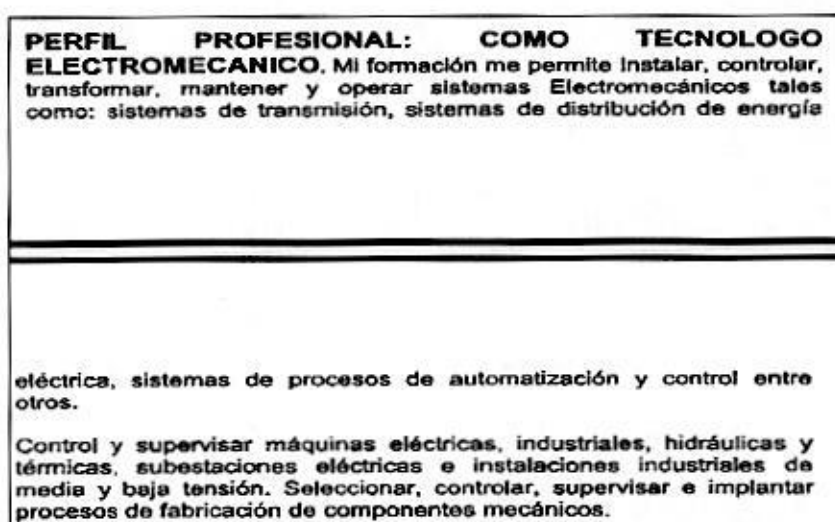 PERFIL PROFESIONAL: COMO TECNOLOGO
ELECTROMECANICO. Mi formación me permite Instalar, controlar,
transformar, mantener y operar sistemas Electromecánicos tales
como: sistemas de transmisión, sistemas de distribución de energía
eléctrica, sistemas de procesos de automatización y control entre
otros.
Control y supervisar máquinas eléctricas, industriales, hidráulicas y
térmicas, subestaciones eléctricas e instalaciones industriales de
media y baja tensión. Seleccionar, controlar, supervisar e implantar
procesos de fabricación de componentes mecánicos.